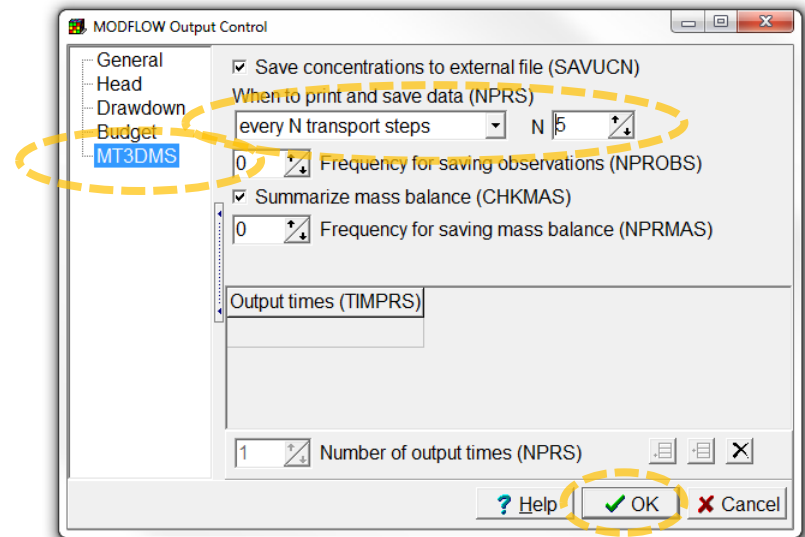 MODFLOW Output Control
General
Head
Drawdown
Budget
MT3DMS
Save concentrations to external file (SAVUCN)
When to print and save data (NPRS)
every N transport steps N 5
0 Frequency for saving observations (NPROBS)
Summarize mass balance (CHKMAS)
0 Frequency for saving mass balance (NPRMAS)
Output times (TIMPRS)
1 Number of output times (NPRS)
? Help OK Cancel